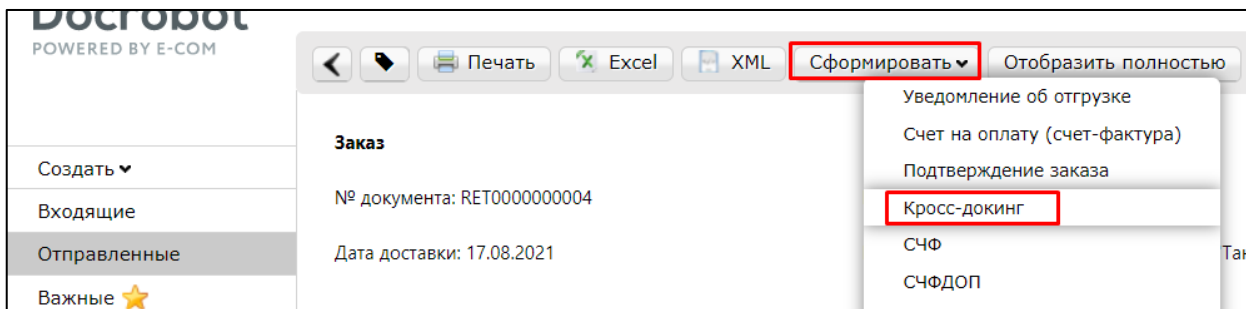 Docrobot
POWERED BY E-COM
Печать Excel XML Сформировать Отобразить полностью
Уведомление об отгрузке
Счет на оплату (счет-фактура)
Подтверждение заказа
Кросс-докинг
СЧФ
СЧФДОП
Заказ
№ документа: RET0000000004
Дата доставки: 17.08.2021
Создать
Входящие
Отправленные
Важные